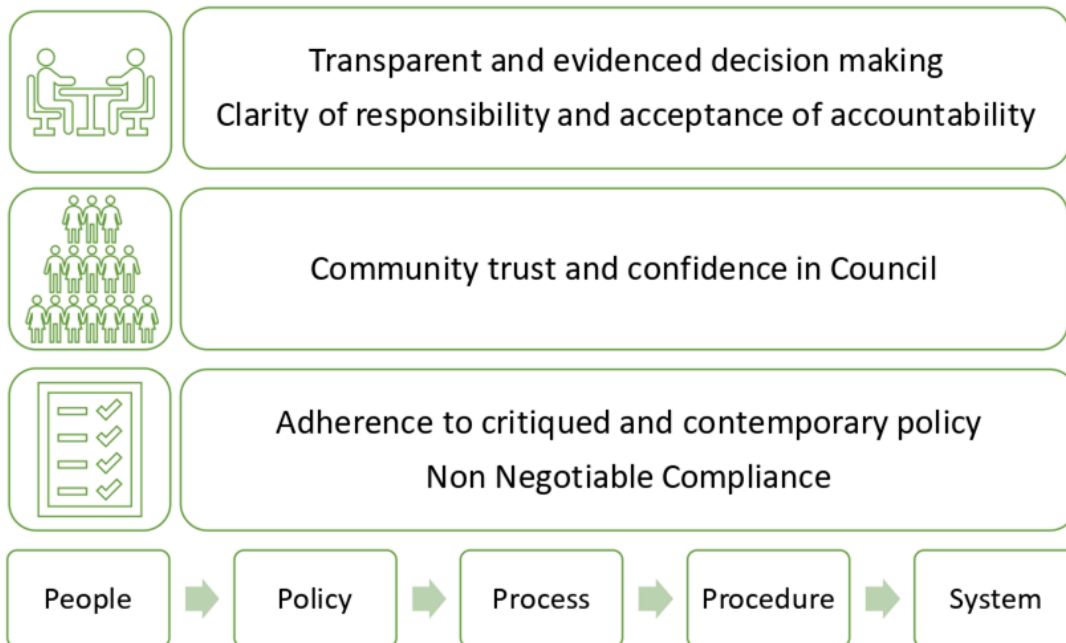 Transparent and evidenced decision making
Clarity of responsibility and acceptance of accountability
Community trust and confidence in Council
Adherence to critiqued and contemporary policy
Non Negotiable Compliance
People
Policy
Process
Procedure
System